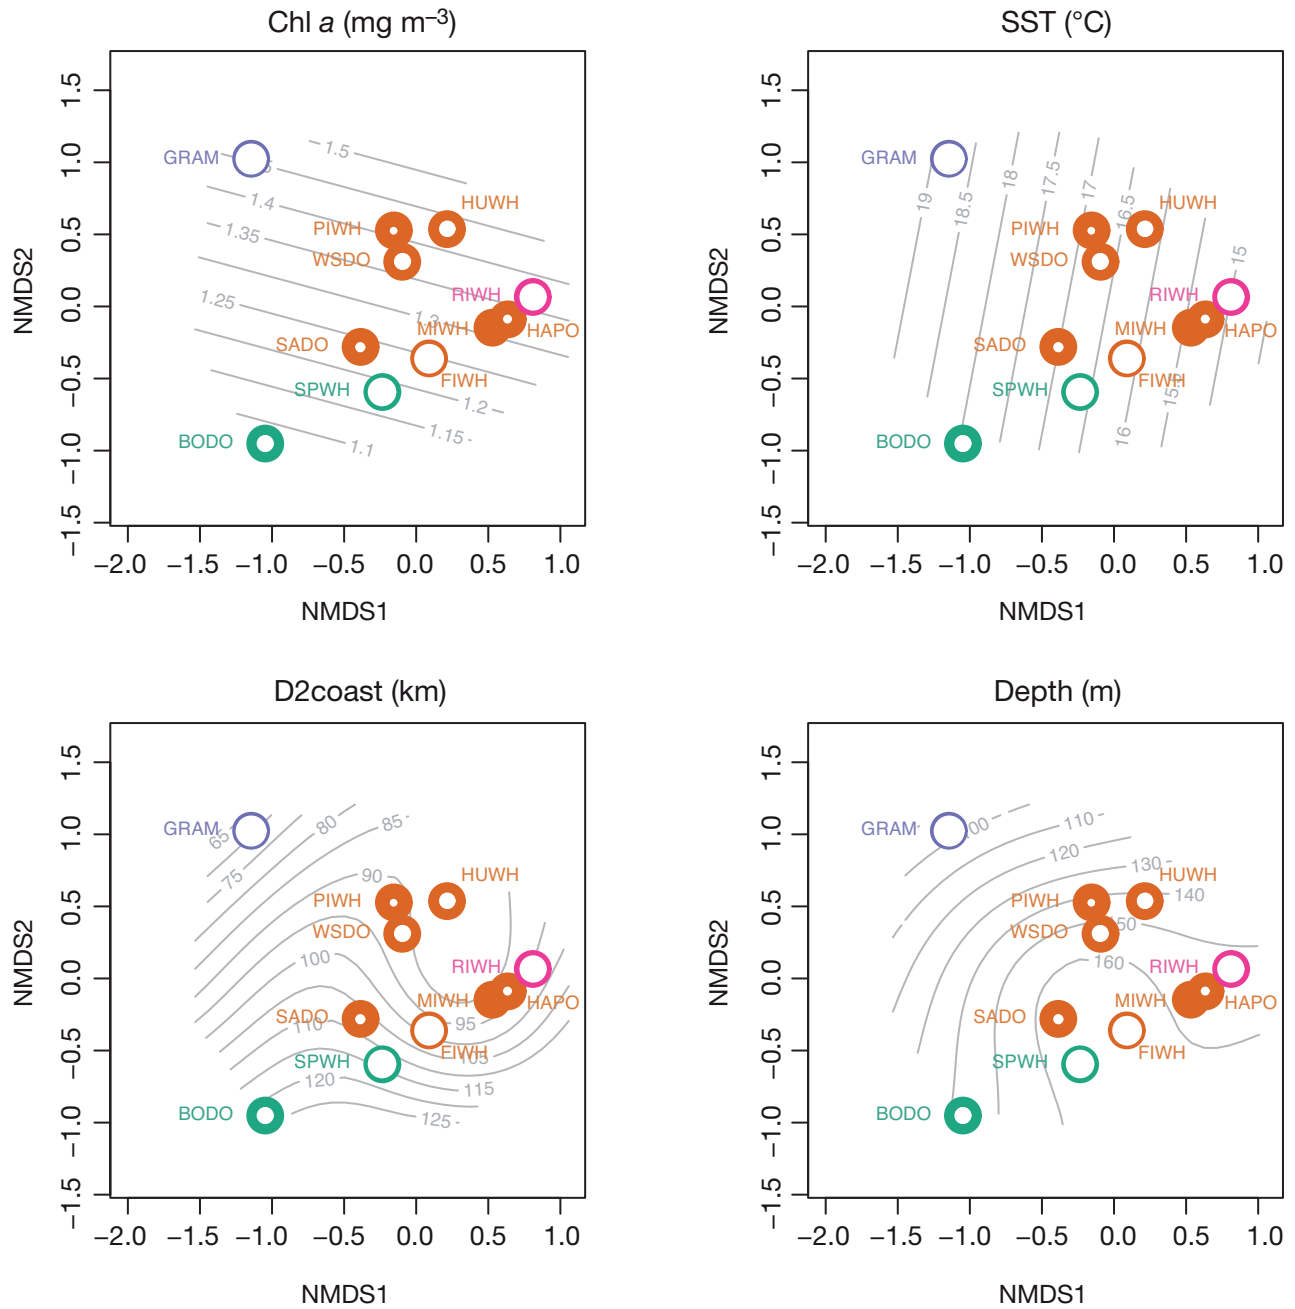 Chl a (mg m–3)
1.5
1.0
0.5
0.0
−0.5
−1.0
−1.5
NMDS2
GRAM
1.5
1.4
1.35
1.25
1.3
1.2
1.15
1.1
HUWH
PIWH
WSDO
RIWH
MIWH
HAPO
SADO
FIWH
SPWH
BODO
−2.0 −1.5 −1.0 −0.5 0.0 0.5 1.0
NMDS1
SST (°C)
1.5
1.0
0.5
0.0
−0.5
−1.0
−1.5
NMDS2
GRAM
19
18.5
18
17.5
17
16.5
16
15.5
15
HUWH
PIWH
WSDO
RIWH
MIWH
HAPO
SADO
FIWH
SPWH
BODO
−2.0 −1.5 −1.0 −0.5 0.0 0.5 1.0
NMDS1
D2coast (km)
1.5
1.0
0.5
0.0
−0.5
−1.0
−1.5
NMDS2
GRAM
65
75
80
85
90
100
110
95
105
115
120
125
HUWH
PIWH
WSDO
RIWH
MIWH
HAPO
SADO
FIWH
SPWH
BODO
−2.0 −1.5 −1.0 −0.5 0.0 0.5 1.0
NMDS1
Depth (m)
1.5
1.0
0.5
0.0
−0.5
−1.0
−1.5
NMDS2
GRAM
100
110
120
130
140
150
160
HUWH
PIWH
WSDO
RIWH
MIWH
HAPO
SADO
FIWH
SPWH
BODO
−2.0 −1.5 −1.0 −0.5 0.0 0.5 1.0
NMDS1